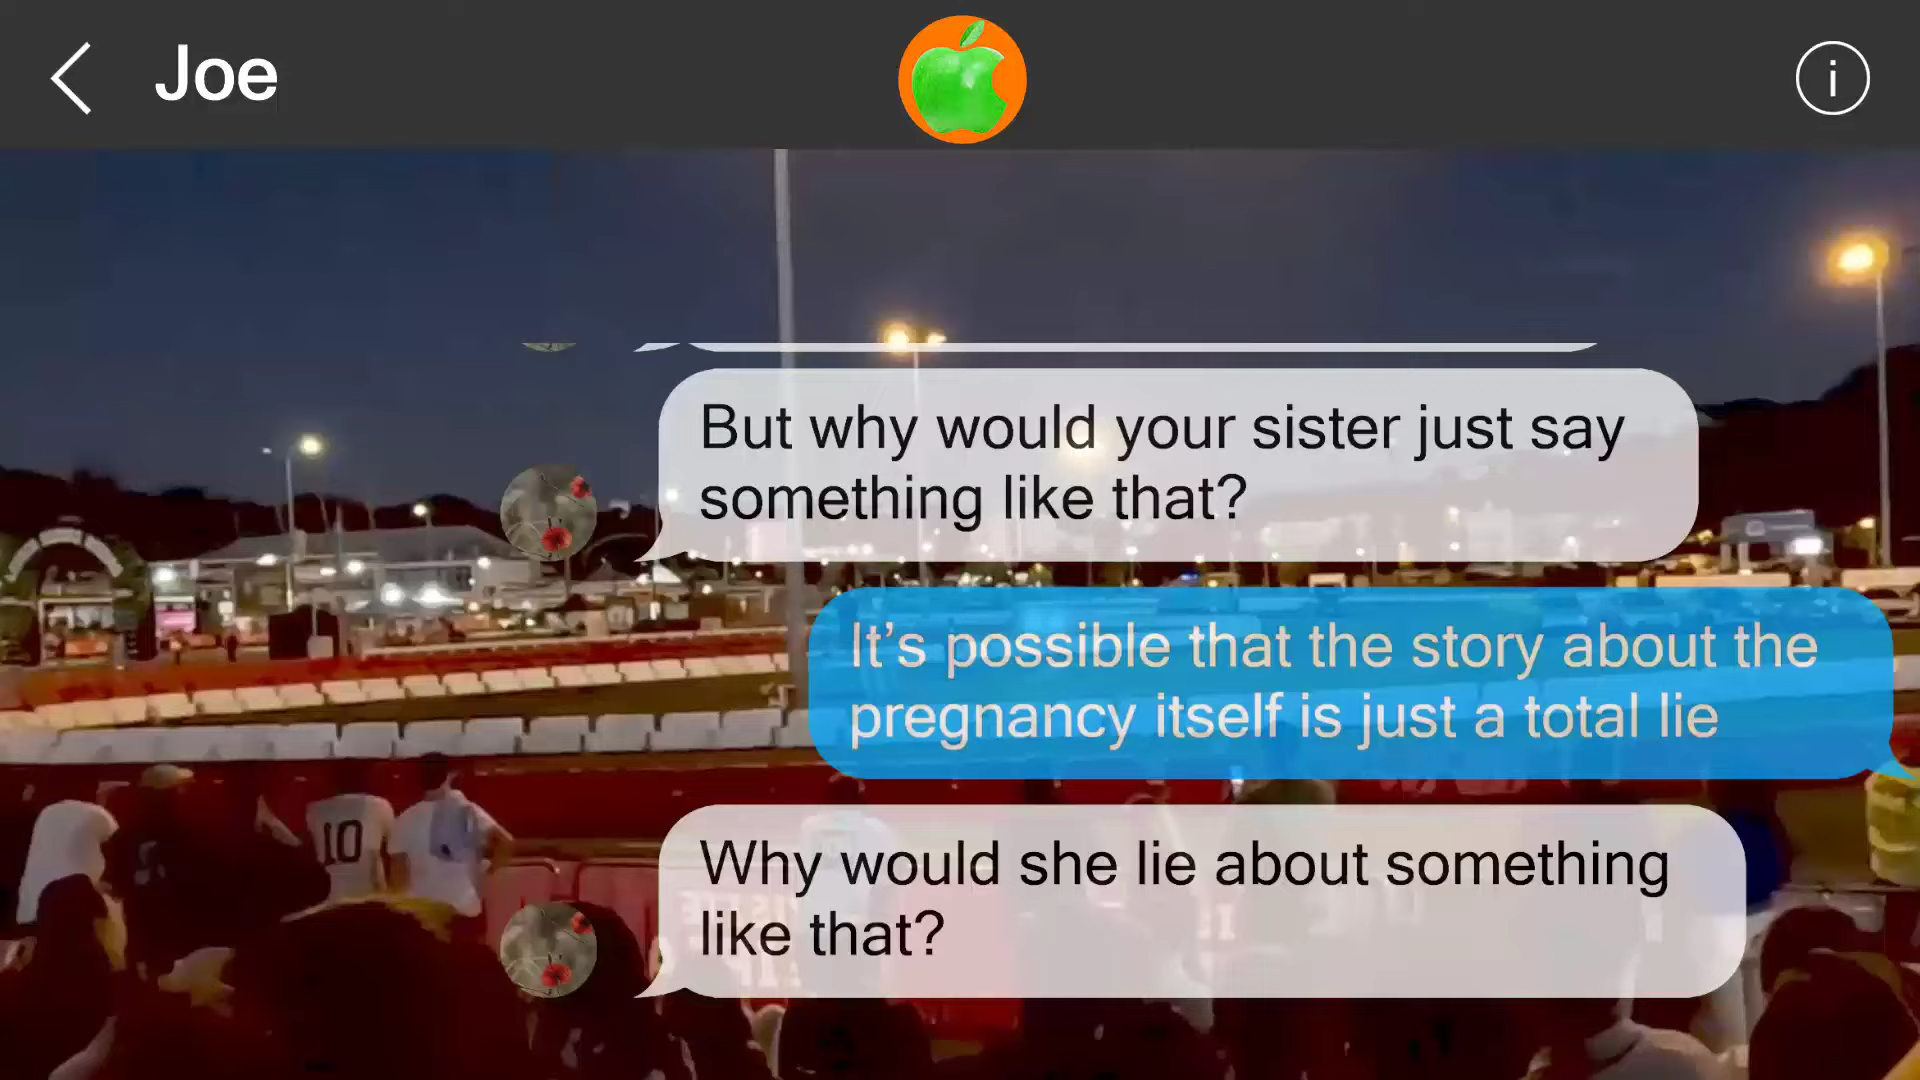 Joe
i
But why would your sister just say
something like that?
It’s possible that the story about the
pregnancy itself is just a total lie
10
Why would she lie about something
like that?